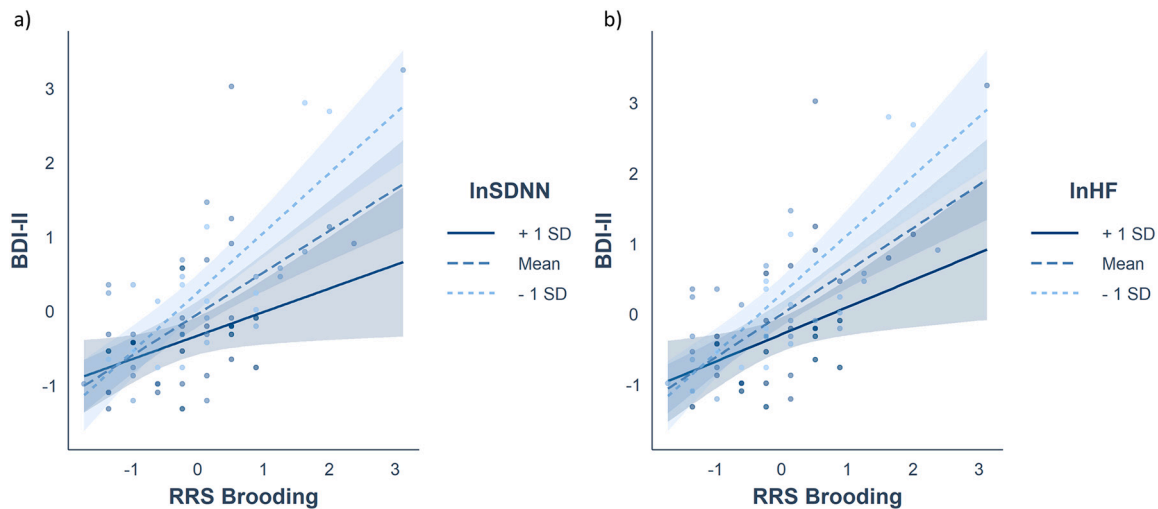 a)
BDI-II
3
2
1
0
-1
-1 0 1 2 3
RRS Brooding
lnSDNN
+ 1 SD
Mean
- 1 SD
b)
BDI-II
3
2
1
0
-1
-1 0 1 2 3
RRS Brooding
lnHF
+ 1 SD
Mean
- 1 SD